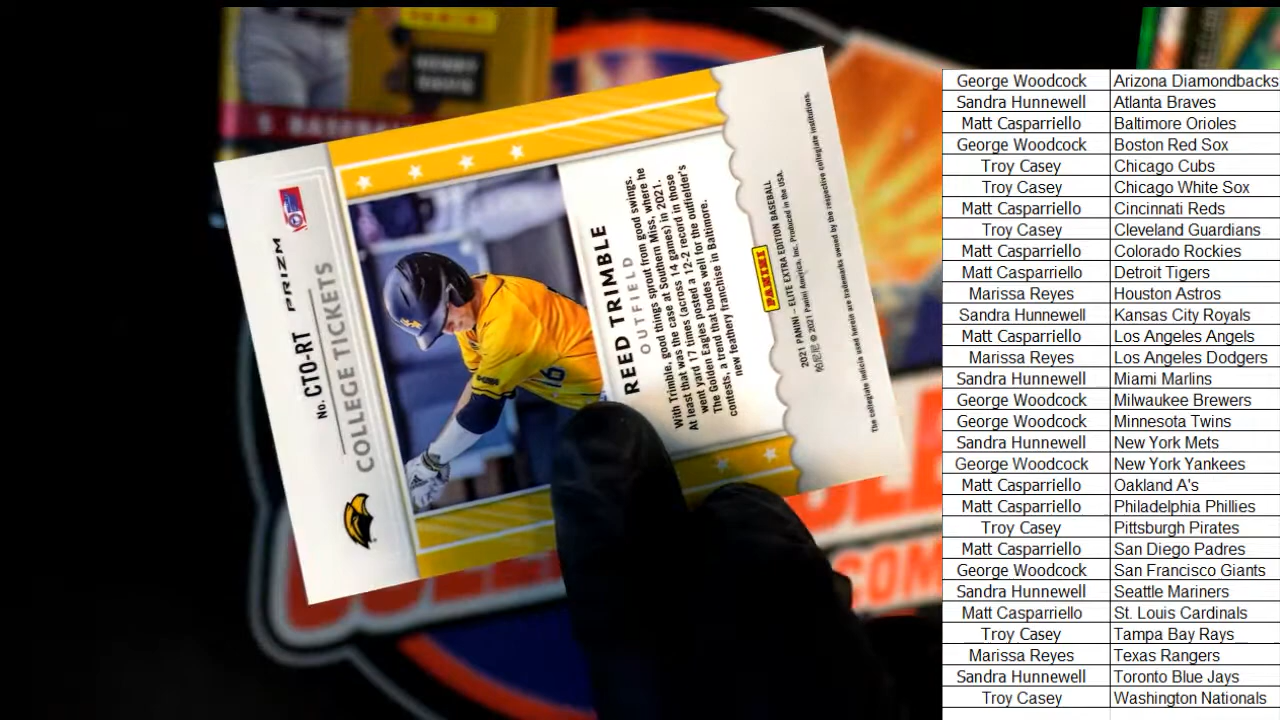 HENRY
DAVIS
No. CTO-RT PRIZM
COLLEGE TICKETS
REED TRIMBLE
OUTFIELD
With Trimble, good things sprout from good swings.
At least that was the case at Southern Miss, where he
went yard 17 times (across 14 games) in 2021.
The Golden Eagles posted a 12-2 record in those
contests, a trend that bodes well for the outfielder's
new feathery franchise in Baltimore.
16
PANINI
2021 PANINI – ELITE EXTRA EDITION BASEBALL
© 2021 Panini America, Inc. Produced in the USA.
The collegiate indicia used herein are trademarks owned by the respective collegiate institutions.
.COM
George Woodcock Arizona Diamondbacks
Sandra Hunnewell Atlanta Braves
Matt Casparriello Baltimore Orioles
George Woodcock Boston Red Sox
Troy Casey Chicago Cubs
Troy Casey Chicago White Sox
Matt Casparriello Cincinnati Reds
Troy Casey Cleveland Guardians
Matt Casparriello Colorado Rockies
Matt Casparriello Detroit Tigers
Marissa Reyes Houston Astros
Sandra Hunnewell Kansas City Royals
Matt Casparriello Los Angeles Angels
Marissa Reyes Los Angeles Dodgers
Sandra Hunnewell Miami Marlins
George Woodcock Milwaukee Brewers
George Woodcock Minnesota Twins
Sandra Hunnewell New York Mets
George Woodcock New York Yankees
Matt Casparriello Oakland A's
Matt Casparriello Philadelphia Phillies
Troy Casey Pittsburgh Pirates
Matt Casparriello San Diego Padres
George Woodcock San Francisco Giants
Sandra Hunnewell Seattle Mariners
Matt Casparriello St. Louis Cardinals
Troy Casey Tampa Bay Rays
Marissa Reyes Texas Rangers
Sandra Hunnewell Toronto Blue Jays
Troy Casey Washington Nationals